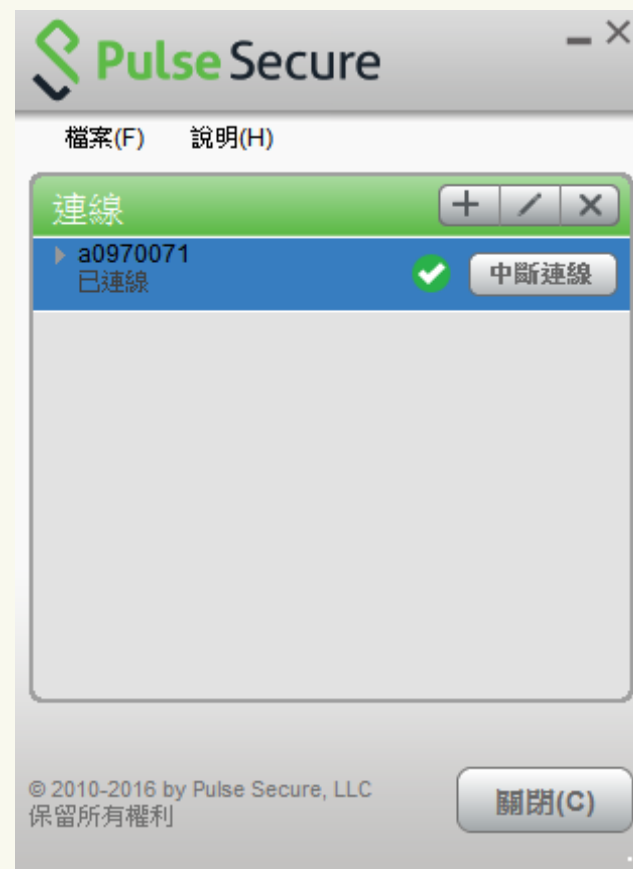 Pulse Secure
檔案(F) 說明(H)
連線
a0970071
已連線
中斷連線
© 2010-2016 by Pulse Secure, LLC
保留所有權利
關閉(C)